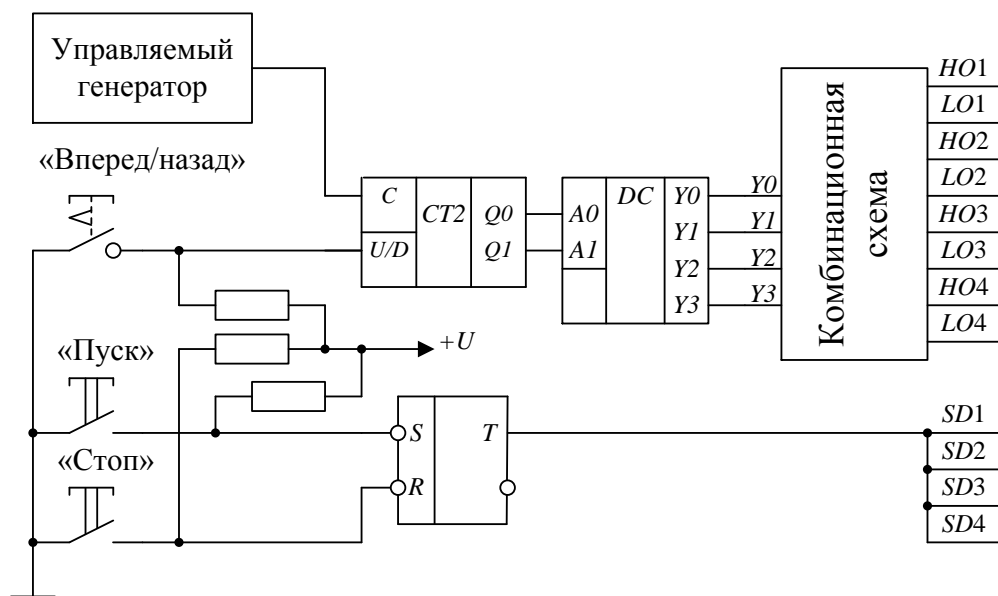 Управляемый
генератор
«Вперед/назад»
C
U/D
CT2
Q0
Q1
A0
A1
DC
Y0
Y1
Y2
Y3
Y0
Y1
Y2
Y3
Комбинационная
схема
HO1
LO1
HO2
LO2
HO3
LO3
HO4
LO4
«Пуск»
+U
«Стоп»
S
R
T
SD1
SD2
SD3
SD4